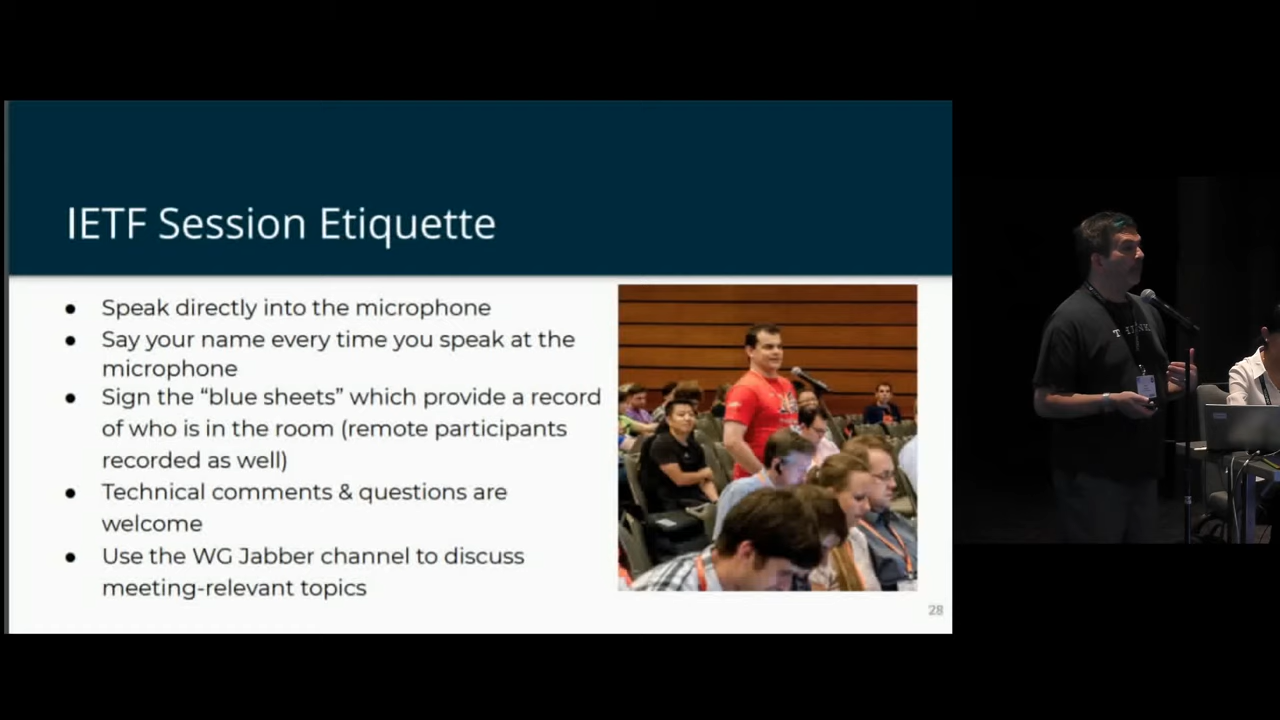 IETF Session Etiquette
● Speak directly into the microphone
● Say your name every time you speak at the
microphone
● Sign the “blue sheets” which provide a record
of who is in the room (remote participants
recorded as well)
● Technical comments & questions are
welcome
● Use the WG Jabber channel to discuss
meeting-relevant topics
28